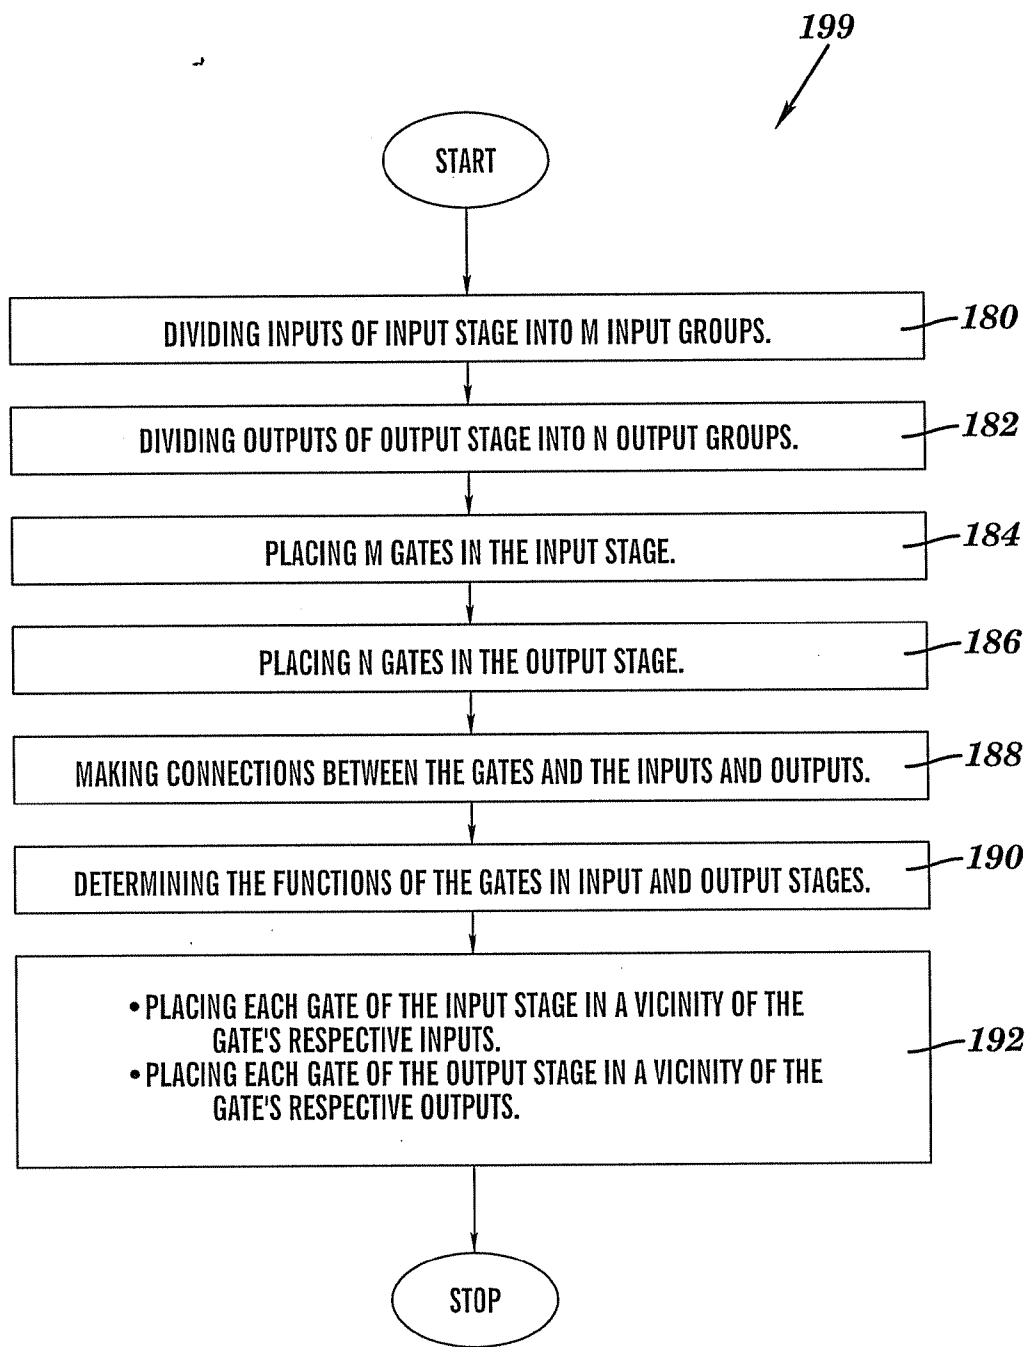 199
START
DIVIDING INPUTS OF INPUT STAGE INTO M INPUT GROUPS.
180
DIVIDING OUTPUTS OF OUTPUT STAGE INTO N OUTPUT GROUPS.
182
PLACING M GATES IN THE INPUT STAGE.
184
PLACING N GATES IN THE OUTPUT STAGE.
186
MAKING CONNECTIONS BETWEEN THE GATES AND THE INPUTS AND OUTPUTS.
188
DETERMINING THE FUNCTIONS OF THE GATES IN INPUT AND OUTPUT STAGES.
190
• PLACING EACH GATE OF THE INPUT STAGE IN A VICINITY OF THE
GATE'S RESPECTIVE INPUTS.
• PLACING EACH GATE OF THE OUTPUT STAGE IN A VICINITY OF THE
GATE'S RESPECTIVE OUTPUTS.
192
STOP